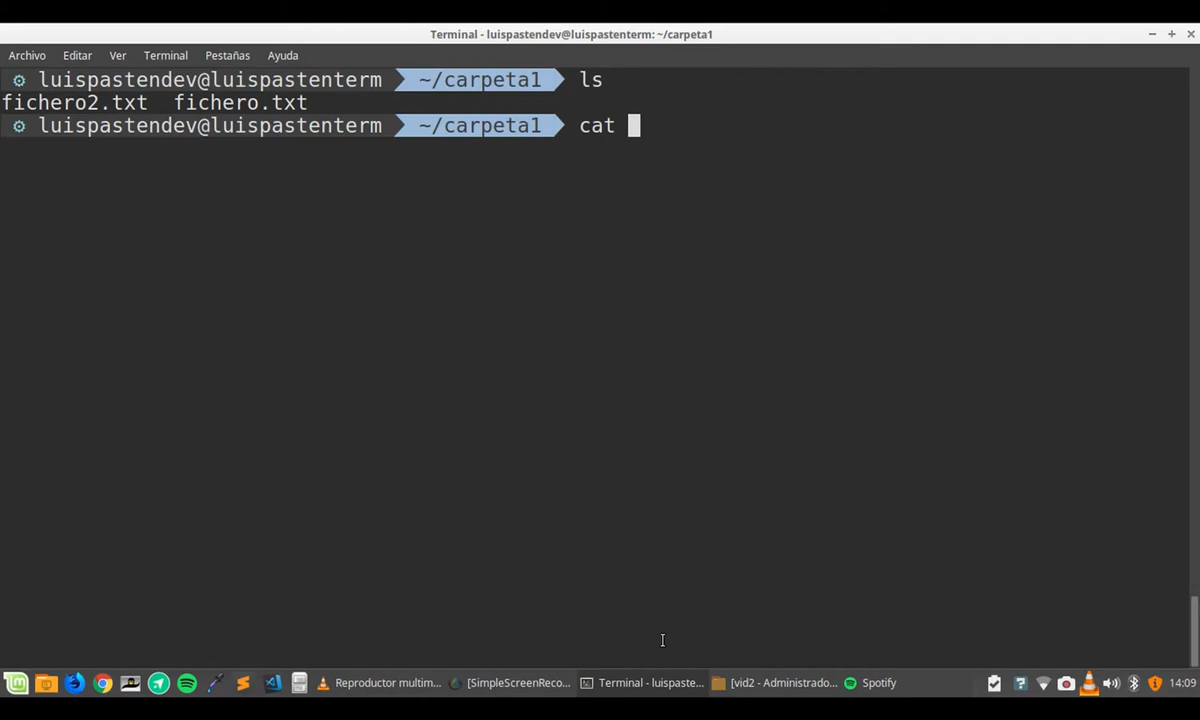 Terminal - luispastendev@luispastenterm: ~/carpeta1
Archivo Editar Ver Terminal Pestañas Ayuda
luispastendev@luispastenterm ~/carpeta1 ls
fichero2.txt fichero.txt
luispastendev@luispastenterm ~/carpeta1 cat
Reproductor multim... [SimpleScreenReco... Terminal - luispaste... [vid2 - Administrado... Spotify 14:09